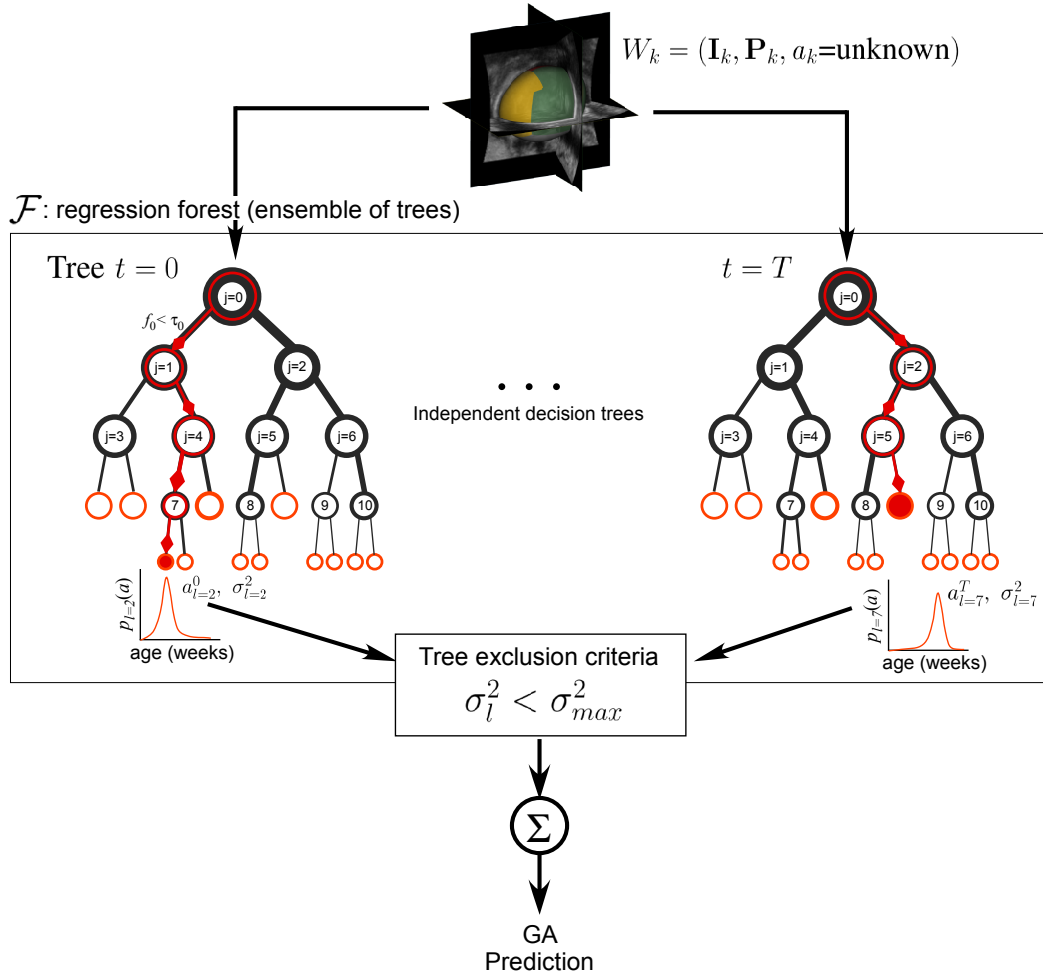 W_k = (I_k, P_k, a_k=unknown)
F: regression forest (ensemble of trees)
Tree t = 0
t = T
j=0
j=0
f_0 < τ_0
j=1
j=2
j=1
j=2
• • •
Independent decision trees
j=3
j=4
j=5
j=6
j=3
j=4
j=5
j=6
7
8
9
10
7
8
9
10
p_{l=2}(a)
a^0_{l=2}, σ^2_{l=2}
age (weeks)
p_{l=7}(a)
a^T_{l=7}, σ^2_{l=7}
age (weeks)
Tree exclusion criteria
σ^2_l < σ^2_{max}
Σ
GA
Prediction